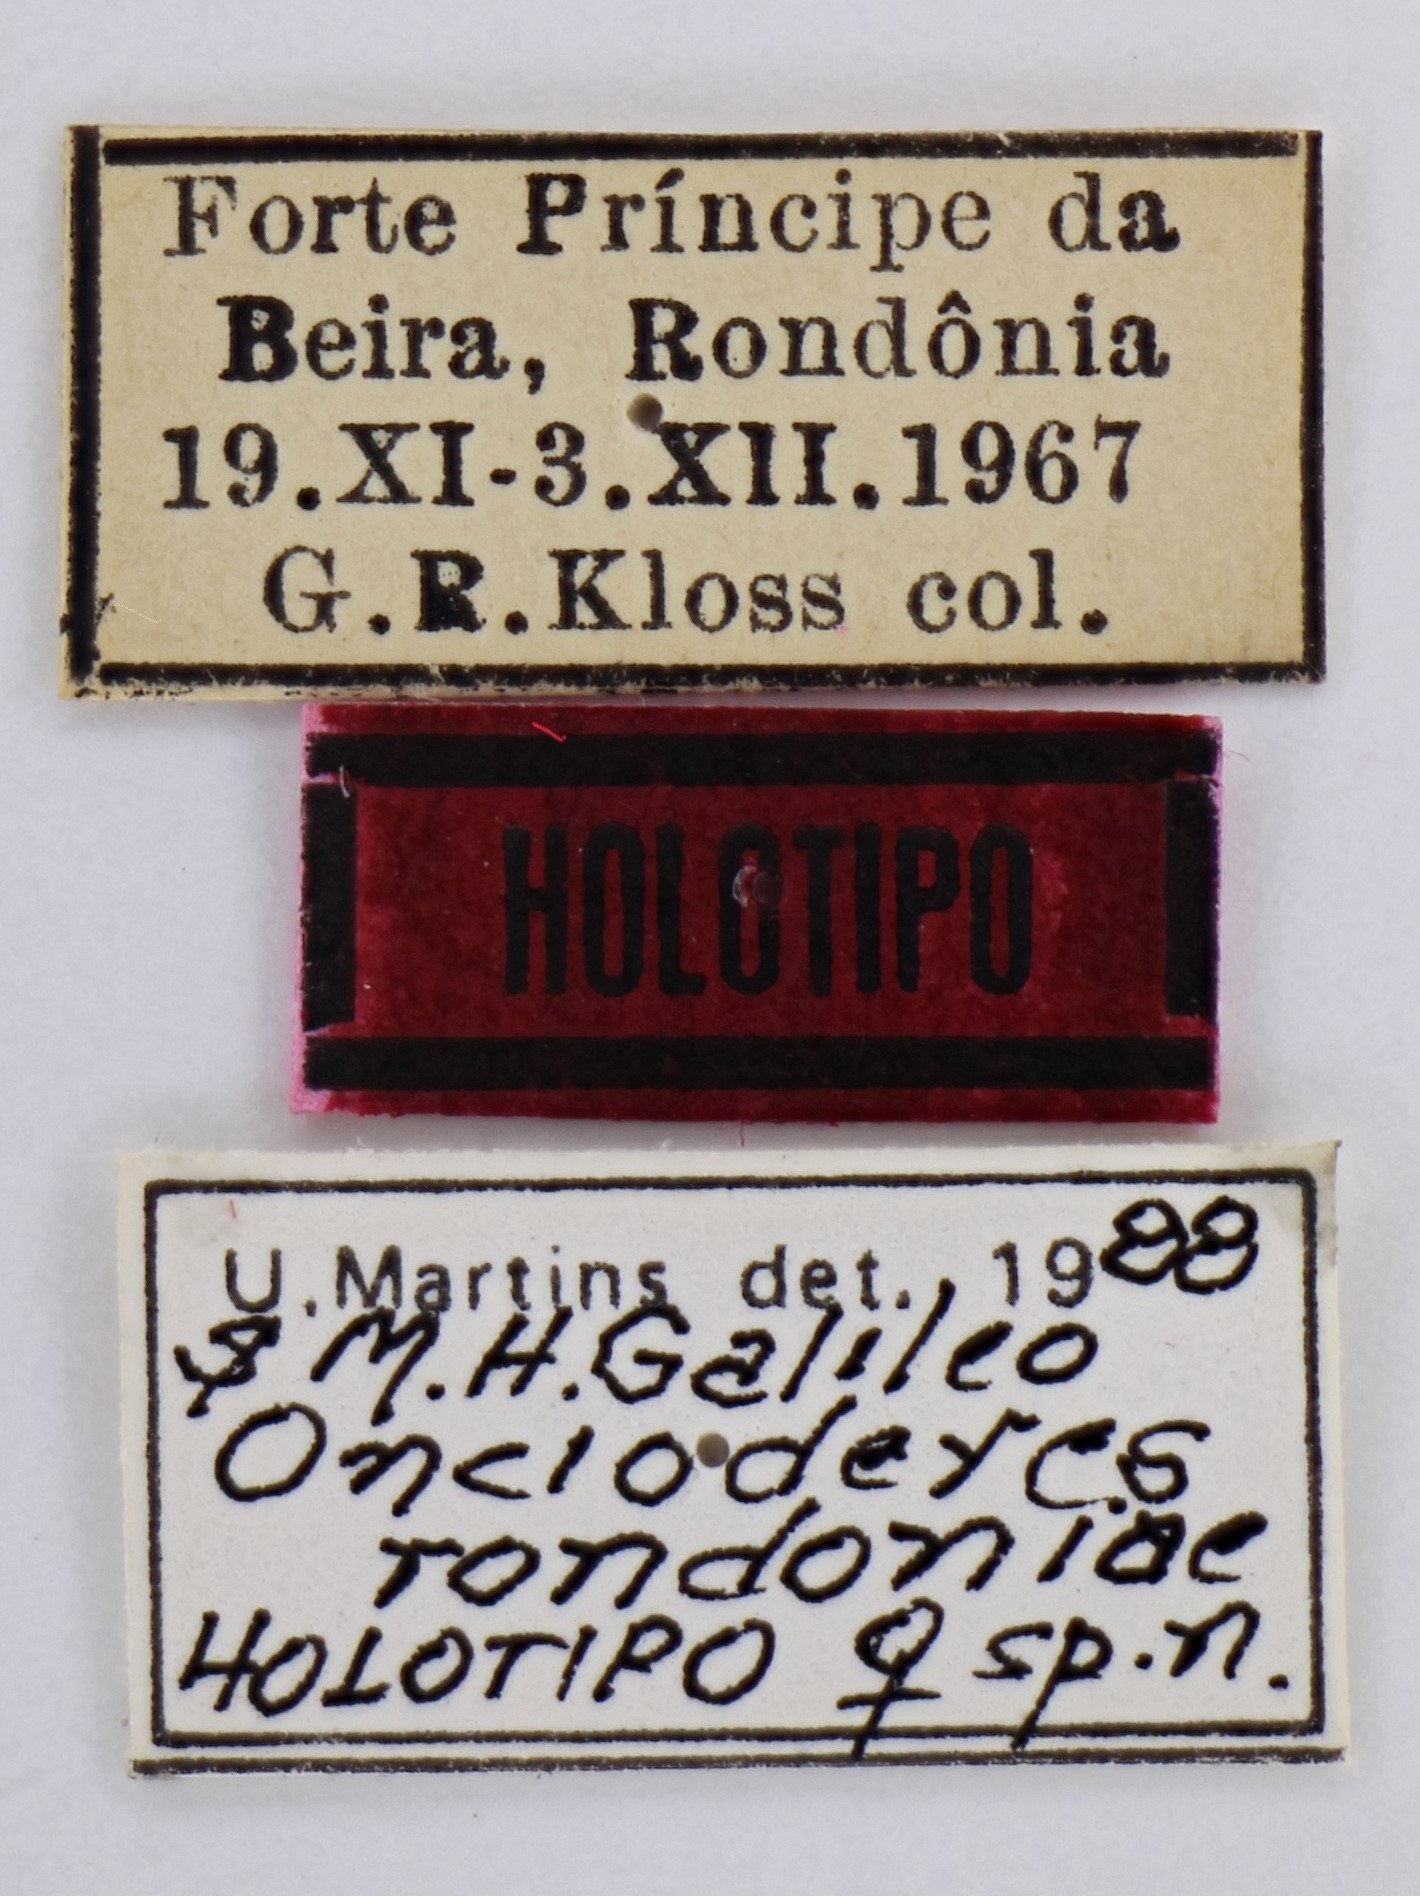 Forte Príncipe da
Beira, Rondônia
19.XI-3.XII.1967
G.R.Kloss col.
HOLOTIPO
U.Martins det. 1988
& M.H.Galileo
Oncioderes
rondoniae
HOLOTIPO ♀ sp.n.